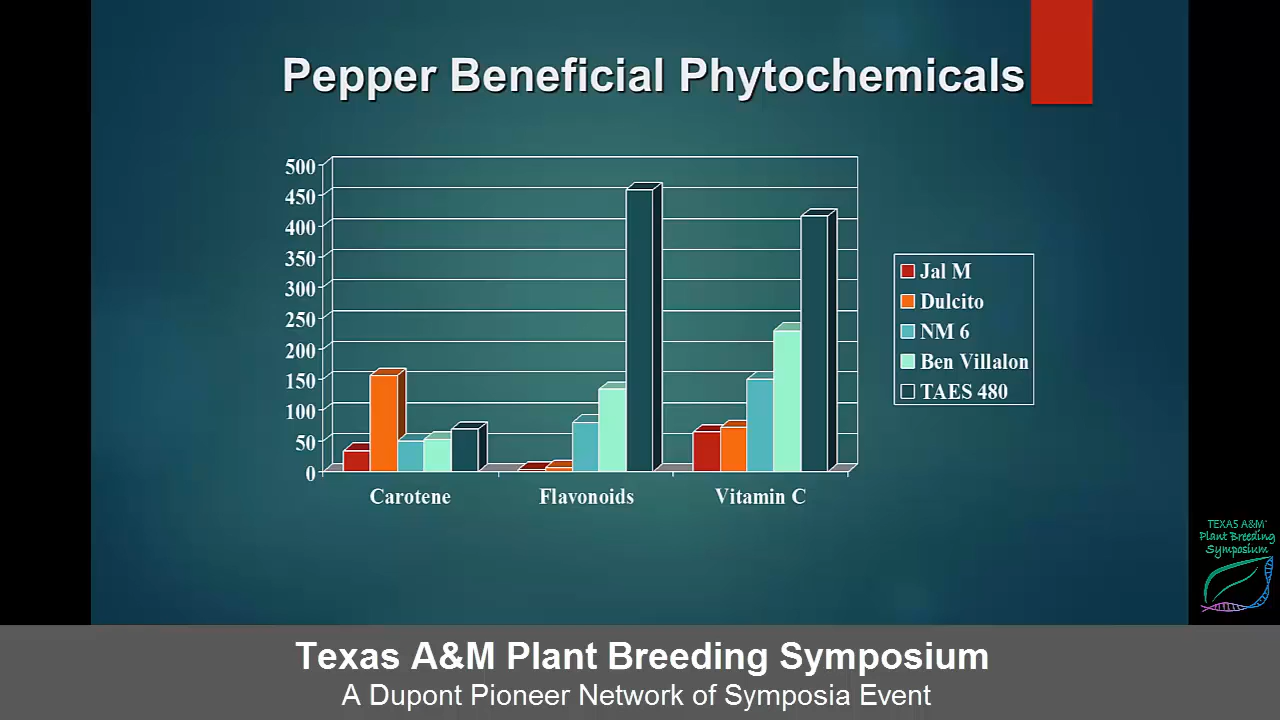 Pepper Beneficial Phytochemicals
500
450
400
350
300
250
200
150
100
50
0
Carotene Flavonoids Vitamin C
Jal M
Dulcito
NM 6
Ben Villalon
TAES 480
TEXAS A&M
Plant Breeding
Symposium
Texas A&M Plant Breeding Symposium
A Dupont Pioneer Network of Symposia Event